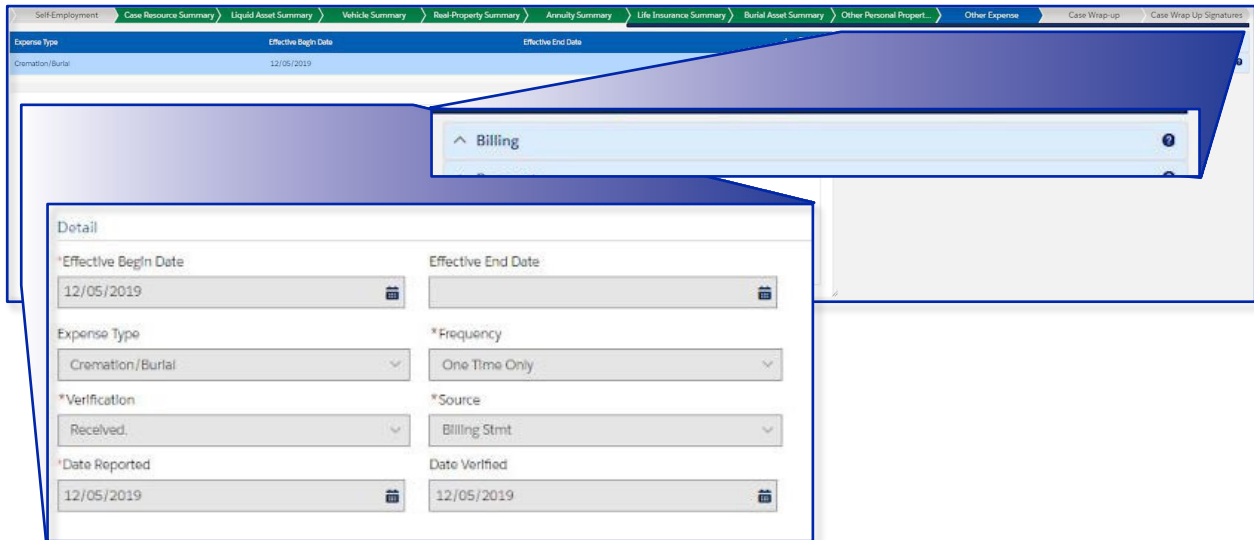 Self-Employment Case Resource Summary Liquid Asset Summary Vehicle Summary Real-Property Summary Annuity Summary Life Insurance Summary Burial Asset Summary Other Personal Propert... Other Expense Case Wrap-up Case Wrap Up Signatures
Expense Type Effective Begin Date Effective End Date
Cremation/Burial 12/05/2019
Billing
Detail
*Effective Begin Date Effective End Date
12/05/2019
Expense Type *Frequency
Cremation/Burial One Time Only
*Verification *Source
Received. Billing Stmt
*Date Reported Date Verified
12/05/2019 12/05/2019